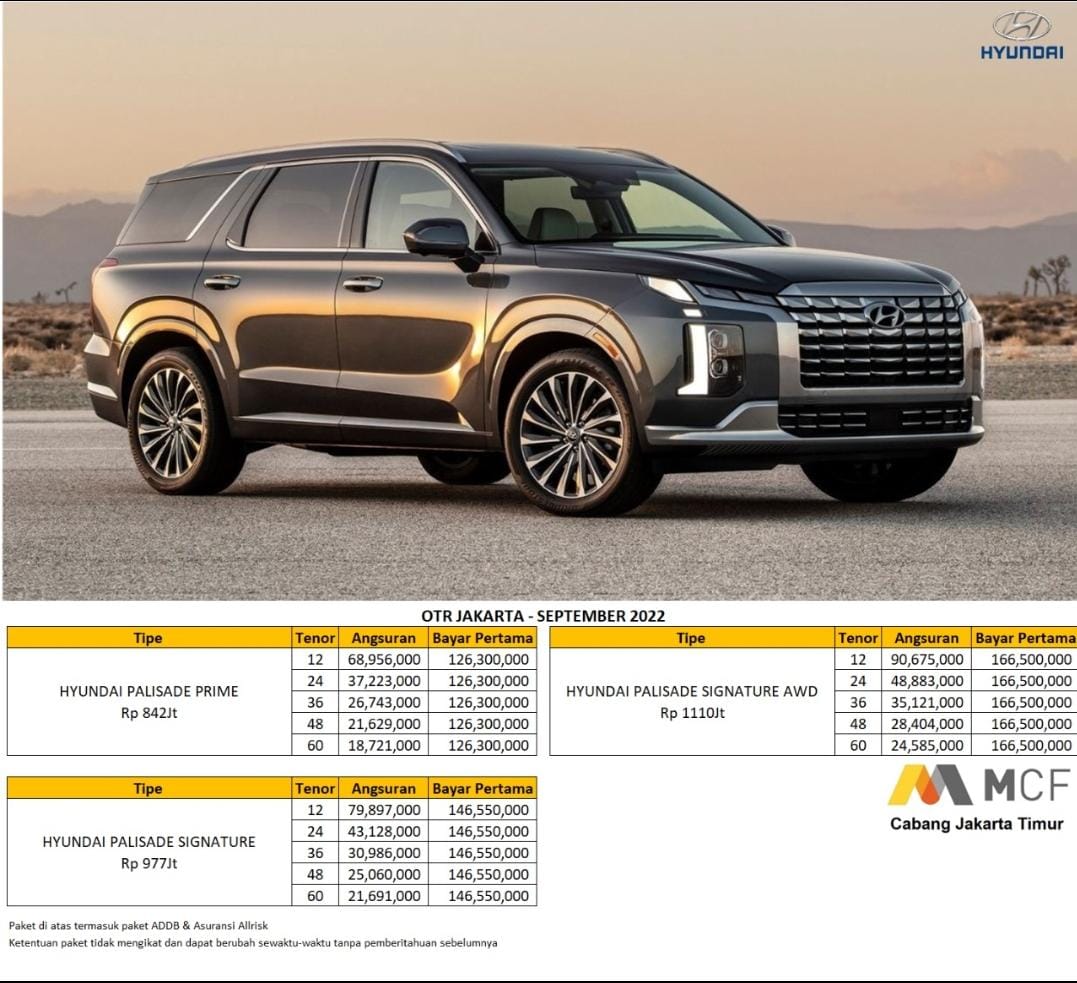 HYUNDAI
OTR JAKARTA - SEPTEMBER 2022
Tipe Tenor Angsuran Bayar Pertama
HYUNDAI PALISADE PRIME
Rp 842Jt
12 68,956,000 126,300,000
24 37,223,000 126,300,000
36 26,743,000 126,300,000
48 21,629,000 126,300,000
60 18,721,000 126,300,000
Tipe Tenor Angsuran Bayar Pertama
HYUNDAI PALISADE SIGNATURE AWD
Rp 1110Jt
12 90,675,000 166,500,000
24 48,883,000 166,500,000
36 35,121,000 166,500,000
48 28,404,000 166,500,000
60 24,585,000 166,500,000
Tipe Tenor Angsuran Bayar Pertama
HYUNDAI PALISADE SIGNATURE
Rp 977Jt
12 79,897,000 146,550,000
24 43,128,000 146,550,000
36 30,986,000 146,550,000
48 25,060,000 146,550,000
60 21,691,000 146,550,000
MCF
Cabang Jakarta Timur
Paket di atas termasuk paket ADDB & Asuransi Allrisk
Ketentuan paket tidak mengikat dan dapat berubah sewaktu-waktu tanpa pemberitahuan sebelumnya